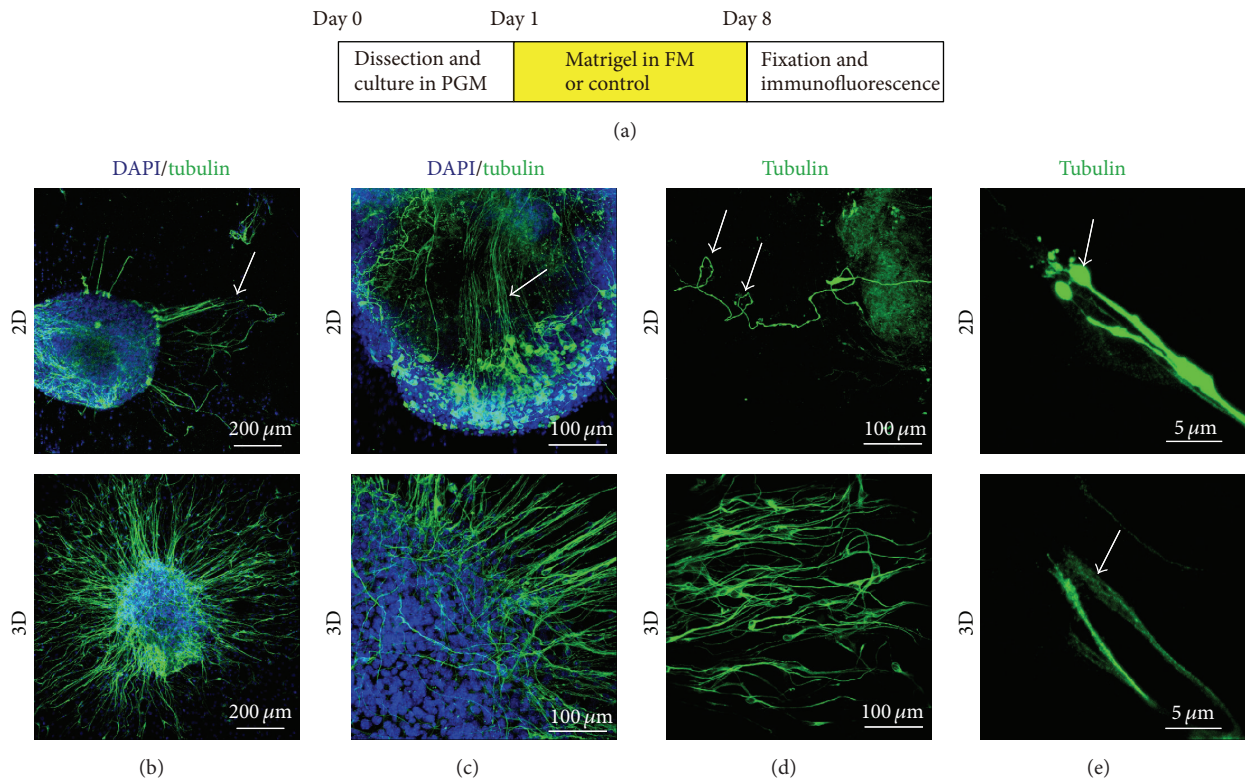 Day 0
Day 1
Day 8
Dissection and
culture in PGM
Matrigel in FM
or control
Fixation and
immunofluorescence
(a)
DAPI/tubulin
DAPI/tubulin
Tubulin
Tubulin
2D
200 μm
2D
100 μm
2D
100 μm
2D
5 μm
3D
200 μm
3D
100 μm
3D
100 μm
3D
5 μm
(b)
(c)
(d)
(e)